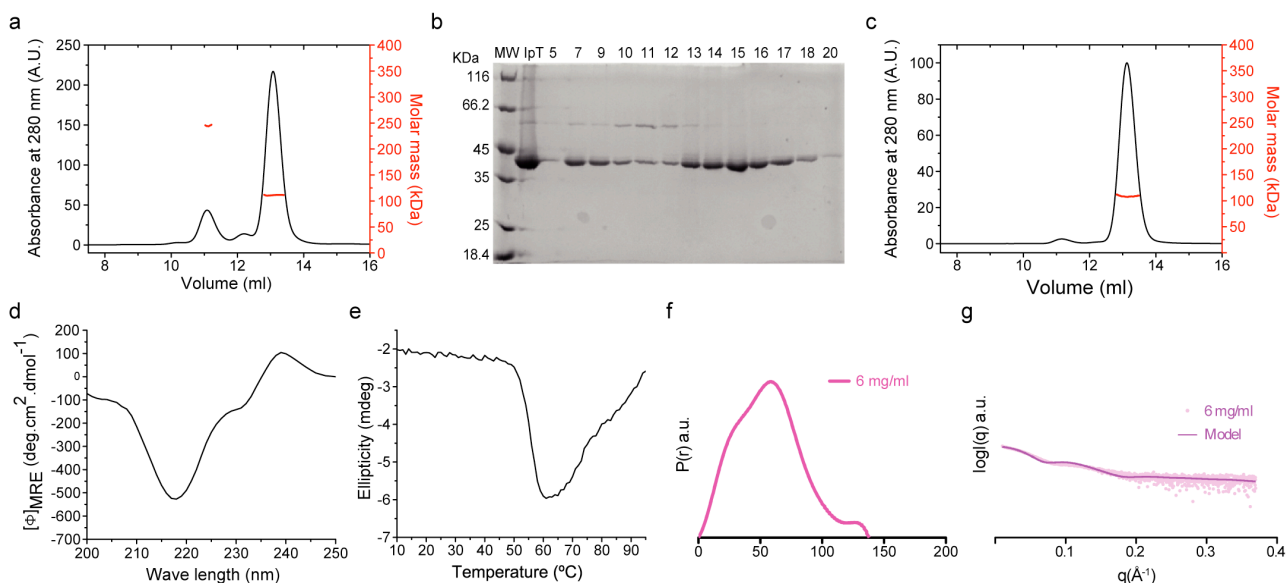 a
Absorbance at 280 nm (A.U.)
250
200
150
100
50
0
8
10
12
14
16
Volume (ml)
400
350
300
250
200
150
100
50
0
Molar mass (kDa)
b
KDa MW IpT 5 7 9 10 11 12 13 14 15 16 17 18 20
116
66.2
45
35
25
18.4
c
Absorbance at 280 nm (A.U.)
100
80
60
40
20
0
8
10
12
14
16
Volume (ml)
400
350
300
250
200
150
100
50
0
Molar mass (kDa)
d
[Φ]MRE (deg.cm2.dmol-1)
200
100
0
-100
-200
-300
-400
-500
-600
-700
200 210 220 230 240 250
Wave length (nm)
e
Ellipticity (mdeg)
-2
-3
-4
-5
-6
-7
10 20 30 40 50 60 70 80 90
Temperature (ºC)
f
P(r) a.u.
6 mg/ml
0 50 100 150 200
g
logI(q) a.u.
6 mg/ml
Model
0.1 0.2 0.3 0.4
q(Å-1)